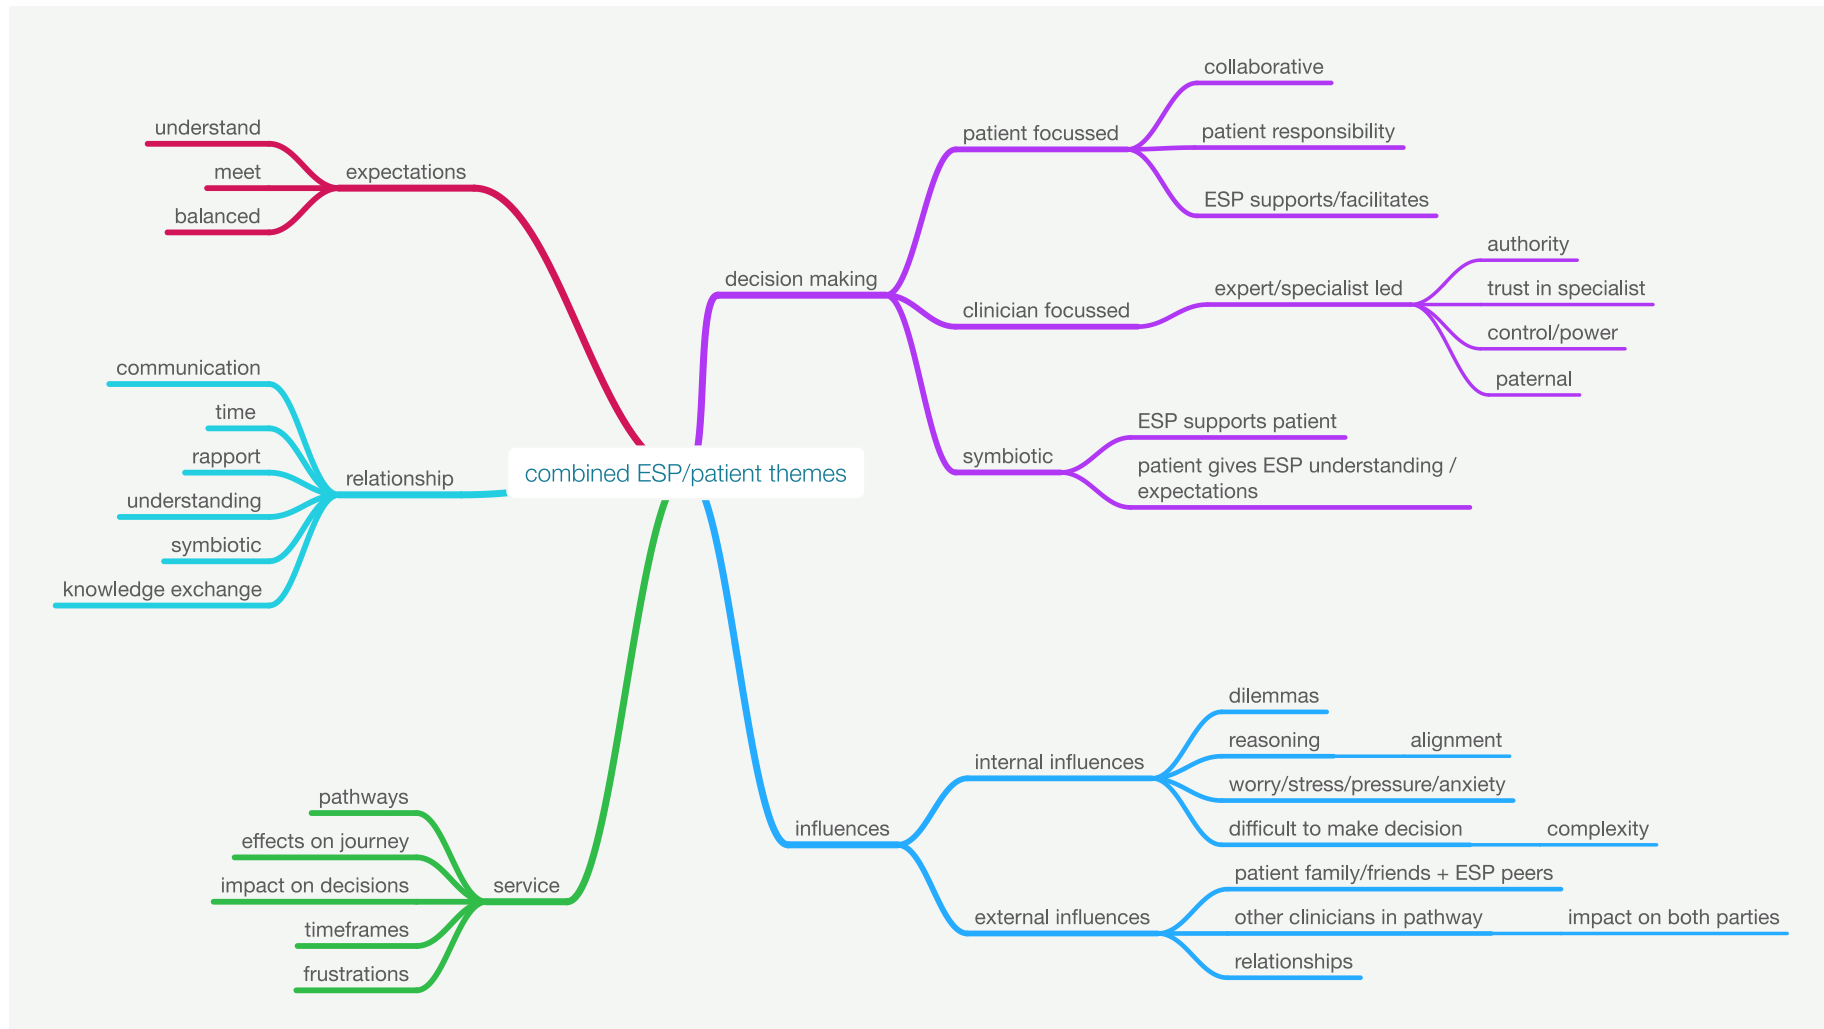 combined ESP/patient themes
expectations
understand
meet
balanced
relationship
communication
time
rapport
understanding
symbiotic
knowledge exchange
service
pathways
effects on journey
impact on decisions
timeframes
frustrations
decision making
patient focussed
collaborative
patient responsibility
ESP supports/facilitates
clinician focussed
expert/specialist led
authority
trust in specialist
control/power
paternal
symbiotic
ESP supports patient
patient gives ESP understanding /
expectations
influences
internal influences
dilemmas
reasoning
alignment
worry/stress/pressure/anxiety
difficult to make decision
complexity
external influences
patient family/friends + ESP peers
other clinicians in pathway
impact on both parties
relationships